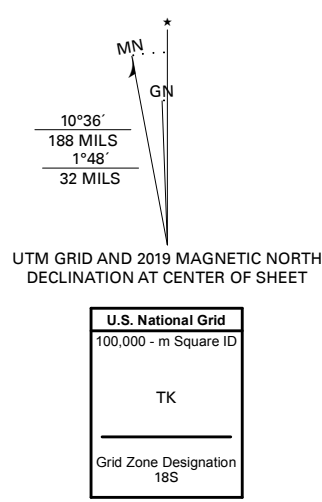 ★
MN
GN
10°36´
188 MILS
1°48´
32 MILS
UTM GRID AND 2019 MAGNETIC NORTH
DECLINATION AT CENTER OF SHEET
U.S. National Grid
100,000 - m Square ID
TK
Grid Zone Designation
18S